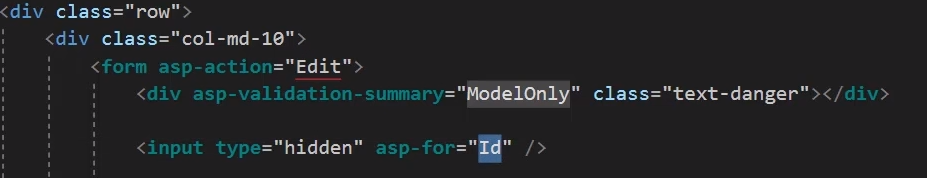 <div class="row">
<div class="col-md-10">
<form asp-action="Edit">
<div asp-validation-summary="ModelOnly" class="text-danger"></div>
<input type="hidden" asp-for="Id" />